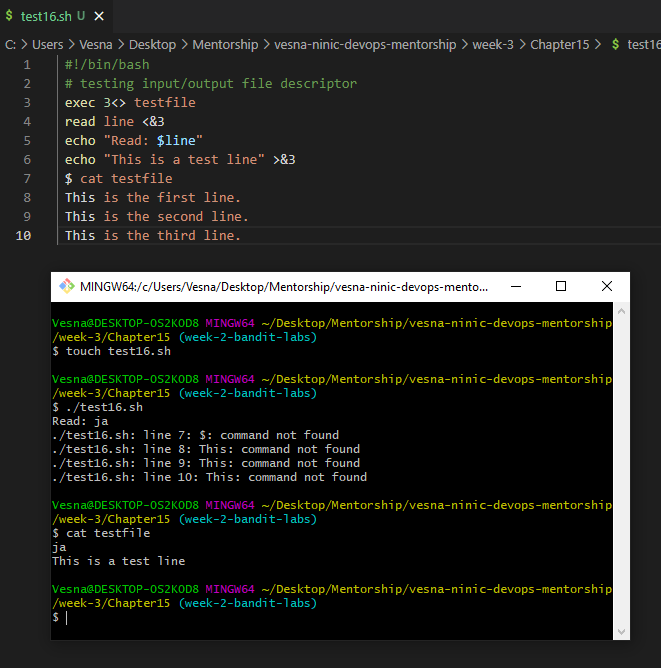 $ test16.sh U ×
C: > Users > Vesna > Desktop > Mentorship > vesna-ninic-devops-mentorship > week-3 > Chapter15 > $ test16
1 #!/bin/bash
2 # testing input/output file descriptor
3 exec 3<> testfile
4 read line <&3
5 echo "Read: $line"
6 echo "This is a test line" >&3
7 $ cat testfile
8 This is the first line.
9 This is the second line.
10 This is the third line.
MINGW64:/c/Users/Vesna/Desktop/Mentorship/vesna-ninic-devops-mento...
Vesna@DESKTOP-OS2KOD8 MINGW64 ~/Desktop/Mentorship/vesna-ninic-devops-mentorship
/week-3/Chapter15 (week-2-bandit-labs)
$ touch test16.sh
Vesna@DESKTOP-OS2KOD8 MINGW64 ~/Desktop/Mentorship/vesna-ninic-devops-mentorship
/week-3/Chapter15 (week-2-bandit-labs)
$ ./test16.sh
Read: ja
./test16.sh: line 7: $: command not found
./test16.sh: line 8: This: command not found
./test16.sh: line 9: This: command not found
./test16.sh: line 10: This: command not found
Vesna@DESKTOP-OS2KOD8 MINGW64 ~/Desktop/Mentorship/vesna-ninic-devops-mentorship
/week-3/Chapter15 (week-2-bandit-labs)
$ cat testfile
ja
This is a test line
Vesna@DESKTOP-OS2KOD8 MINGW64 ~/Desktop/Mentorship/vesna-ninic-devops-mentorship
/week-3/Chapter15 (week-2-bandit-labs)
$